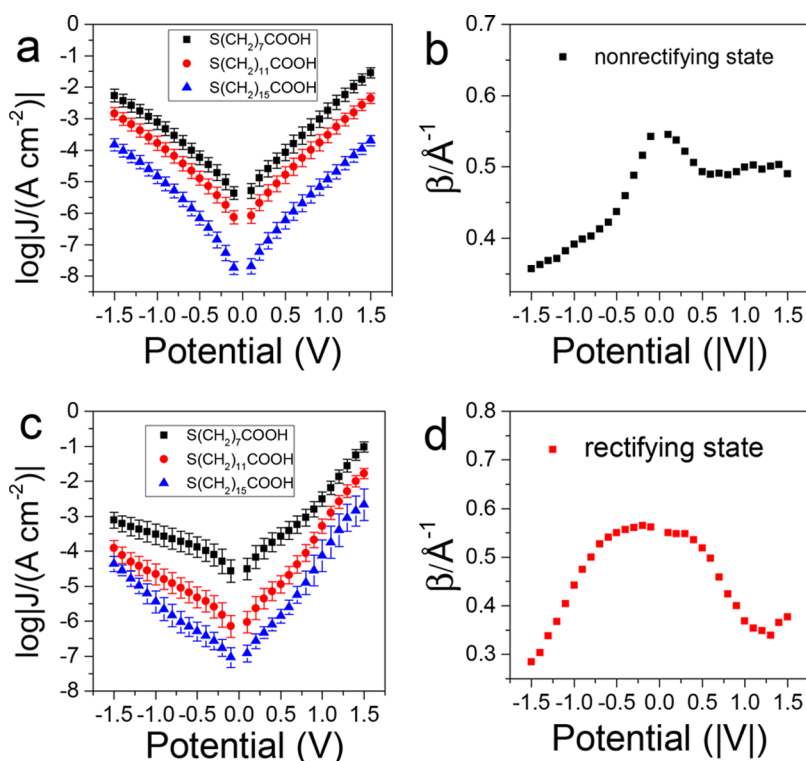 a
0
-1
-2
-3
-4
-5
-6
-7
-8
log|J/(A cm⁻²)|
S(CH₂)₇COOH
S(CH₂)₁₁COOH
S(CH₂)₁₅COOH
-1.5 -1.0 -0.5 0.0 0.5 1.0 1.5
Potential (V)
b
0.7
0.6
0.5
0.4
β/Å⁻¹
nonrectifying state
-1.5 -1.0 -0.5 0.0 0.5 1.0 1.5
Potential (|V|)
c
0
-1
-2
-3
-4
-5
-6
-7
-8
log|J/(A cm⁻²)|
S(CH₂)₇COOH
S(CH₂)₁₁COOH
S(CH₂)₁₅COOH
-1.5 -1.0 -0.5 0.0 0.5 1.0 1.5
Potential (V)
d
0.8
0.7
0.6
0.5
0.4
0.3
β/Å⁻¹
rectifying state
-1.5 -1.0 -0.5 0.0 0.5 1.0 1.5
Potential (|V|)